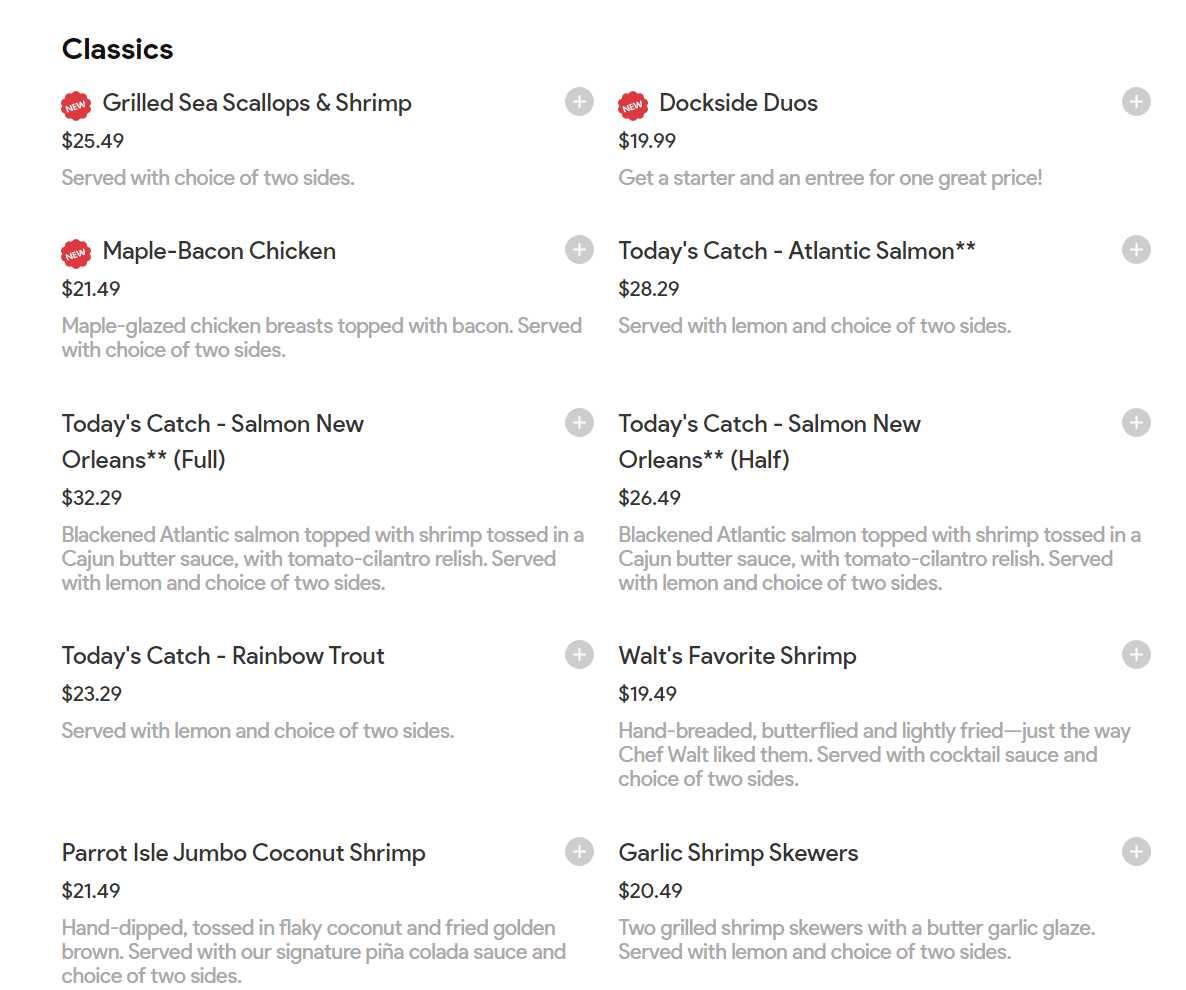 Classics
NEW Grilled Sea Scallops & Shrimp
$25.49
Served with choice of two sides.
NEW Dockside Duos
$19.99
Get a starter and an entree for one great price!
NEW Maple-Bacon Chicken
$21.49
Maple-glazed chicken breasts topped with bacon. Served
with choice of two sides.
Today's Catch - Atlantic Salmon**
$28.29
Served with lemon and choice of two sides.
Today's Catch - Salmon New
Orleans** (Full)
$32.29
Blackened Atlantic salmon topped with shrimp tossed in a
Cajun butter sauce, with tomato-cilantro relish. Served
with lemon and choice of two sides.
Today's Catch - Salmon New
Orleans** (Half)
$26.49
Blackened Atlantic salmon topped with shrimp tossed in a
Cajun butter sauce, with tomato-cilantro relish. Served
with lemon and choice of two sides.
Today's Catch - Rainbow Trout
$23.29
Served with lemon and choice of two sides.
Walt's Favorite Shrimp
$19.49
Hand-breaded, butterflied and lightly fried—just the way
Chef Walt liked them. Served with cocktail sauce and
choice of two sides.
Parrot Isle Jumbo Coconut Shrimp
$21.49
Hand-dipped, tossed in flaky coconut and fried golden
brown. Served with our signature piña colada sauce and
choice of two sides.
Garlic Shrimp Skewers
$20.49
Two grilled shrimp skewers with a butter garlic glaze.
Served with lemon and choice of two sides.